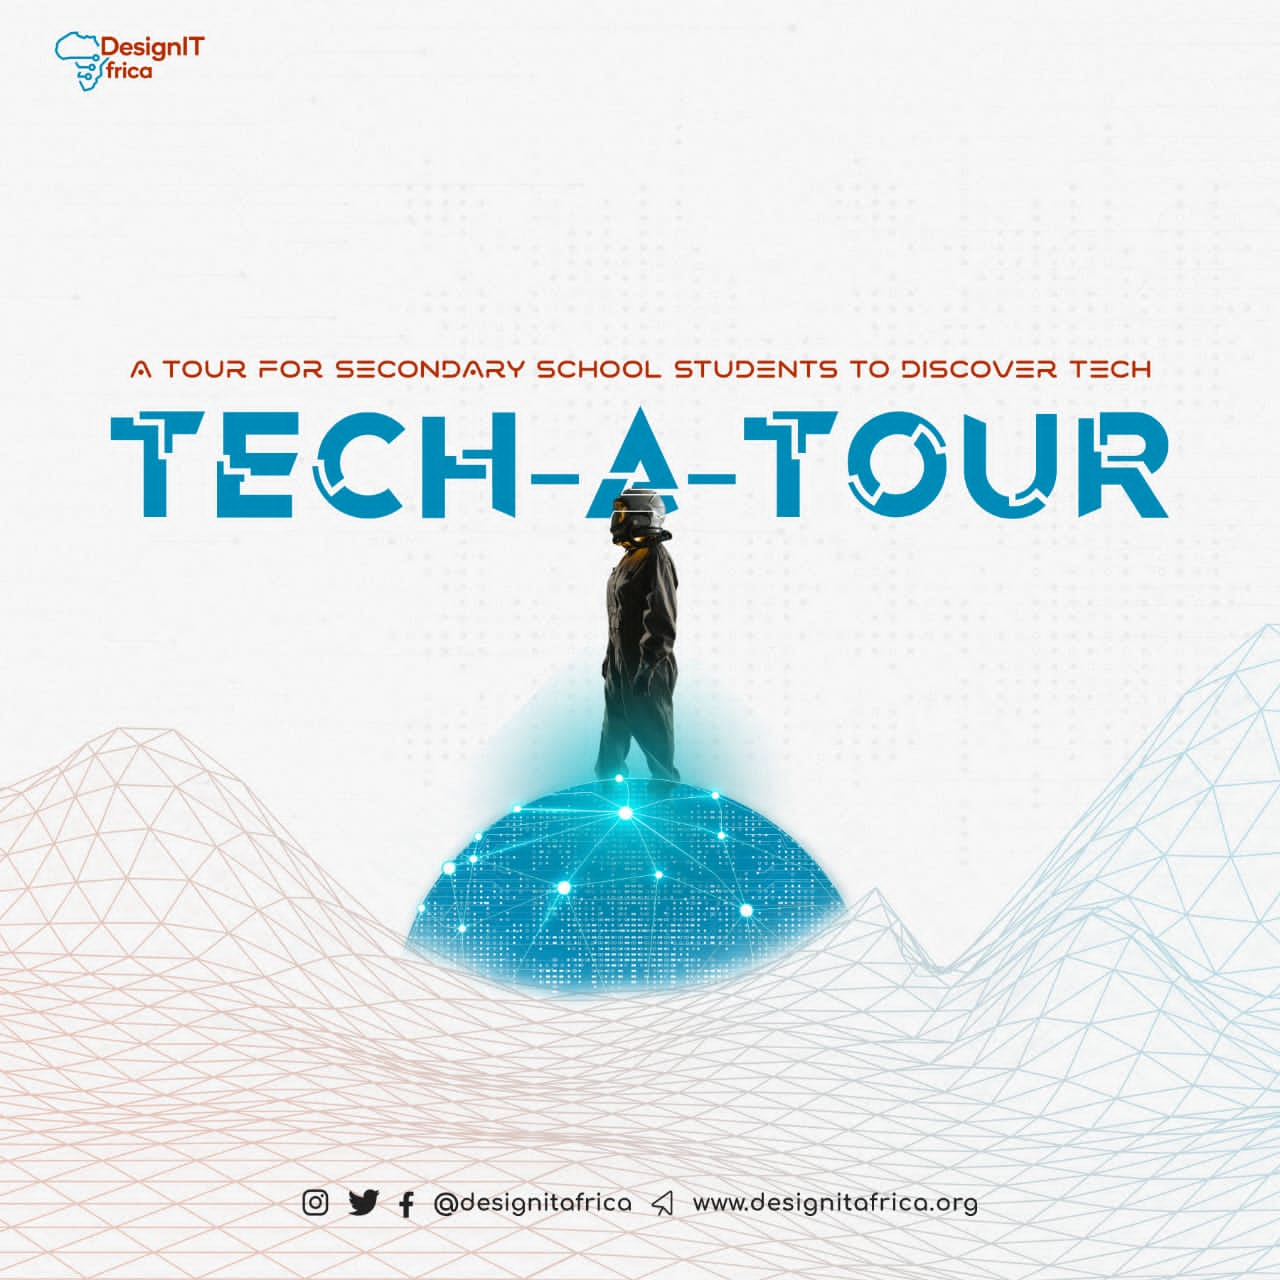 DesignIT
frica
A TOUR FOR SECONDARY SCHOOL STUDENTS TO DISCOVER TECH
TECH-A-TOUR
@designitafrica www.designitafrica.org